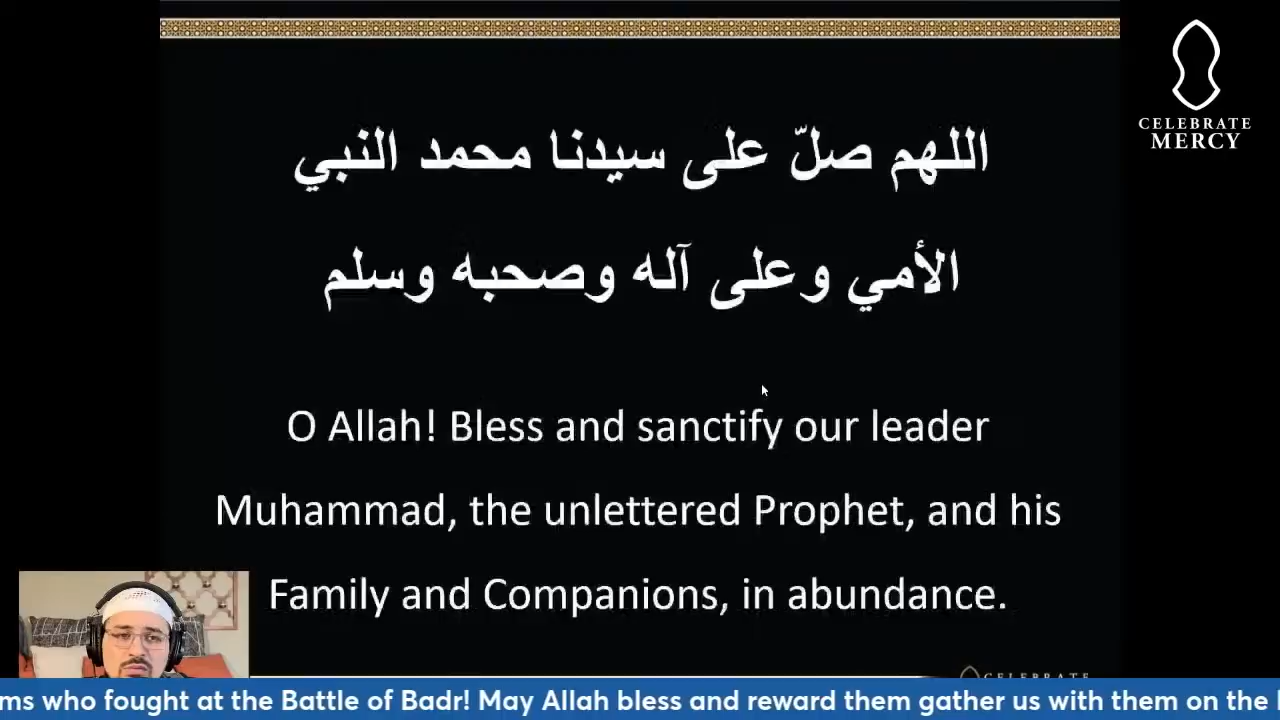 CELEBRATE
MERCY
اللهم صلّ على سيدنا محمد النبي
الأمي وعلى آله وصحبه وسلم
O Allah! Bless and sanctify our leader
Muhammad, the unlettered Prophet, and his
Family and Companions, in abundance.
CELEBRATE
who fought at the Battle of Badr! May Allah bless and reward them gather us with them on the